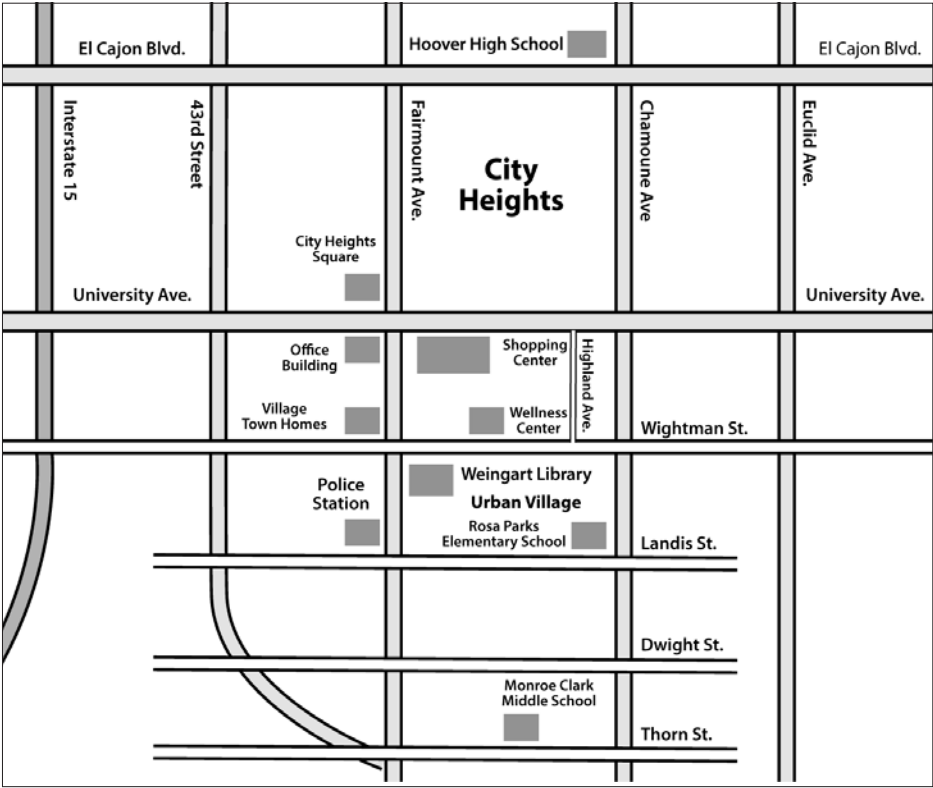 El Cajon Blvd.
Hoover High School
El Cajon Blvd.
Interstate 15
43rd Street
Fairmount Ave.
Chamoune Ave
Euclid Ave.
City
Heights
City Heights
Square
University Ave.
University Ave.
Office
Building
Shopping
Center
Highland Ave.
Village
Town Homes
Wellness
Center
Wightman St.
Police
Station
Weingart Library
Urban Village
Rosa Parks
Elementary School
Landis St.
Dwight St.
Monroe Clark
Middle School
Thorn St.